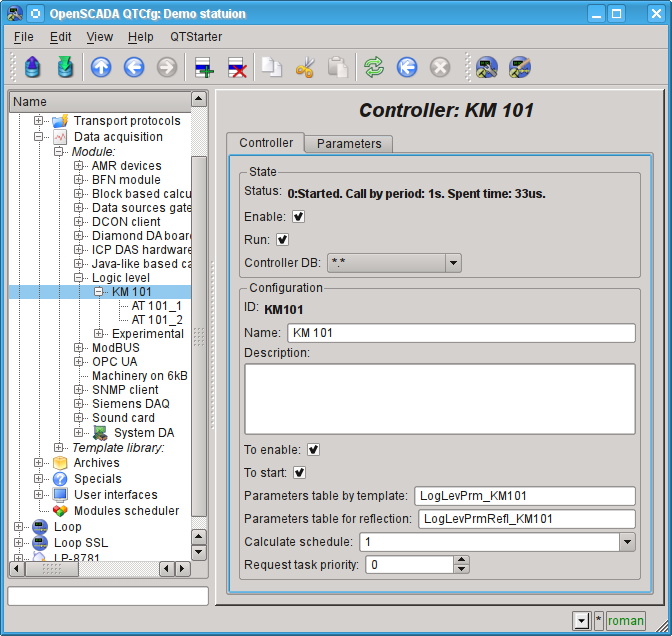 OpenSCADA QTCfg: Demo statuion
File Edit View Help QTStarter
Name
Transport protocols
Data acquisition
Module:
AMR devices
BFN module
Block based calcu
Data sources gate
DCON client
Diamond DA boar
ICP DAS hardware
Java-like based ca
Logic level
KM 101
AT 101_1
AT 101_2
Experimental
ModBUS
OPC UA
Machinery on 6kB
SNMP client
Siemens DAQ
Sound card
System DA
Template library:
Archives
Specials
User interfaces
Modules scheduler
Loop
Loop SSL
LP-8781
Controller: KM 101
Controller Parameters
State
Status: 0:Started. Call by period: 1s. Spent time: 33us.
Enable:
Run:
Controller DB: *.*
Configuration
ID: KM101
Name: KM 101
Description:
To enable:
To start:
Parameters table by template: LogLevPrm_KM101
Parameters table for reflection: LogLevPrmRefl_KM101
Calculate schedule: 1
Request task priority: 0
* roman